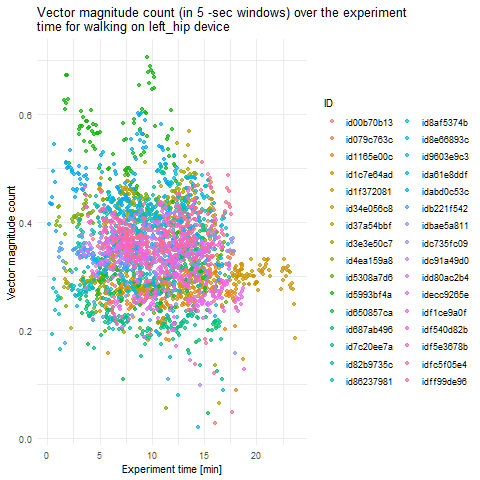 Vector magnitude count (in 5 -sec windows) over the experiment
time for walking on left_hip device
Vector magnitude count
0.6
0.4
0.2
0.0
0
5
10
15
20
Experiment time [min]
ID
id00b70b13
id079c763c
id1165e00c
id1c7e64ad
id1f372081
id34e056c8
id37a54bbf
id3e3e50c7
id4ea159a8
id5308a7d6
id5993bf4a
id650857ca
id687ab496
id7c20ee7a
id82b9735c
id86237981
id8af5374b
id8e66893c
id9603e9c3
ida61e8ddf
idabd0c53c
idb221f542
idbae5a811
idc735fc09
idc91a49d0
idd80ac2b4
idecc9265e
idf1ce9a0f
idf540d82b
idf5e3678b
idfc5f05e4
idff99de96